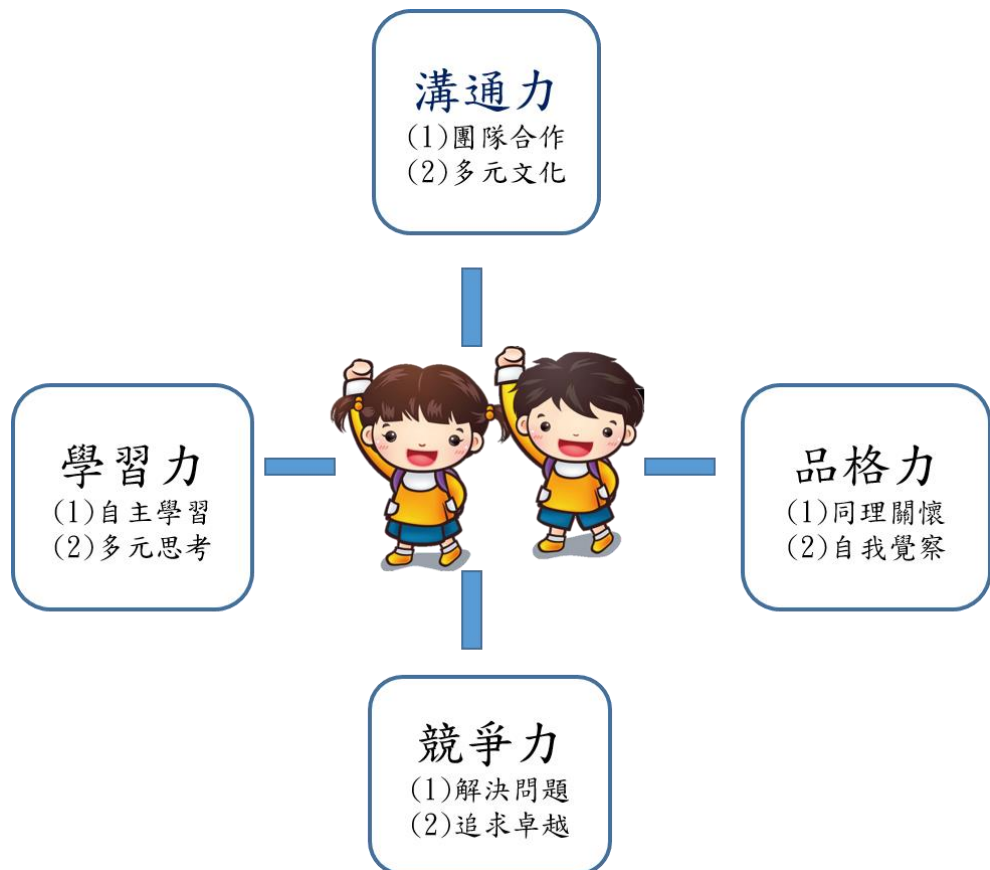 溝通力
(1)團隊合作
(2)多元文化
學習力
(1)自主學習
(2)多元思考
品格力
(1)同理關懷
(2)自我覺察
競爭力
(1)解決問題
(2)追求卓越